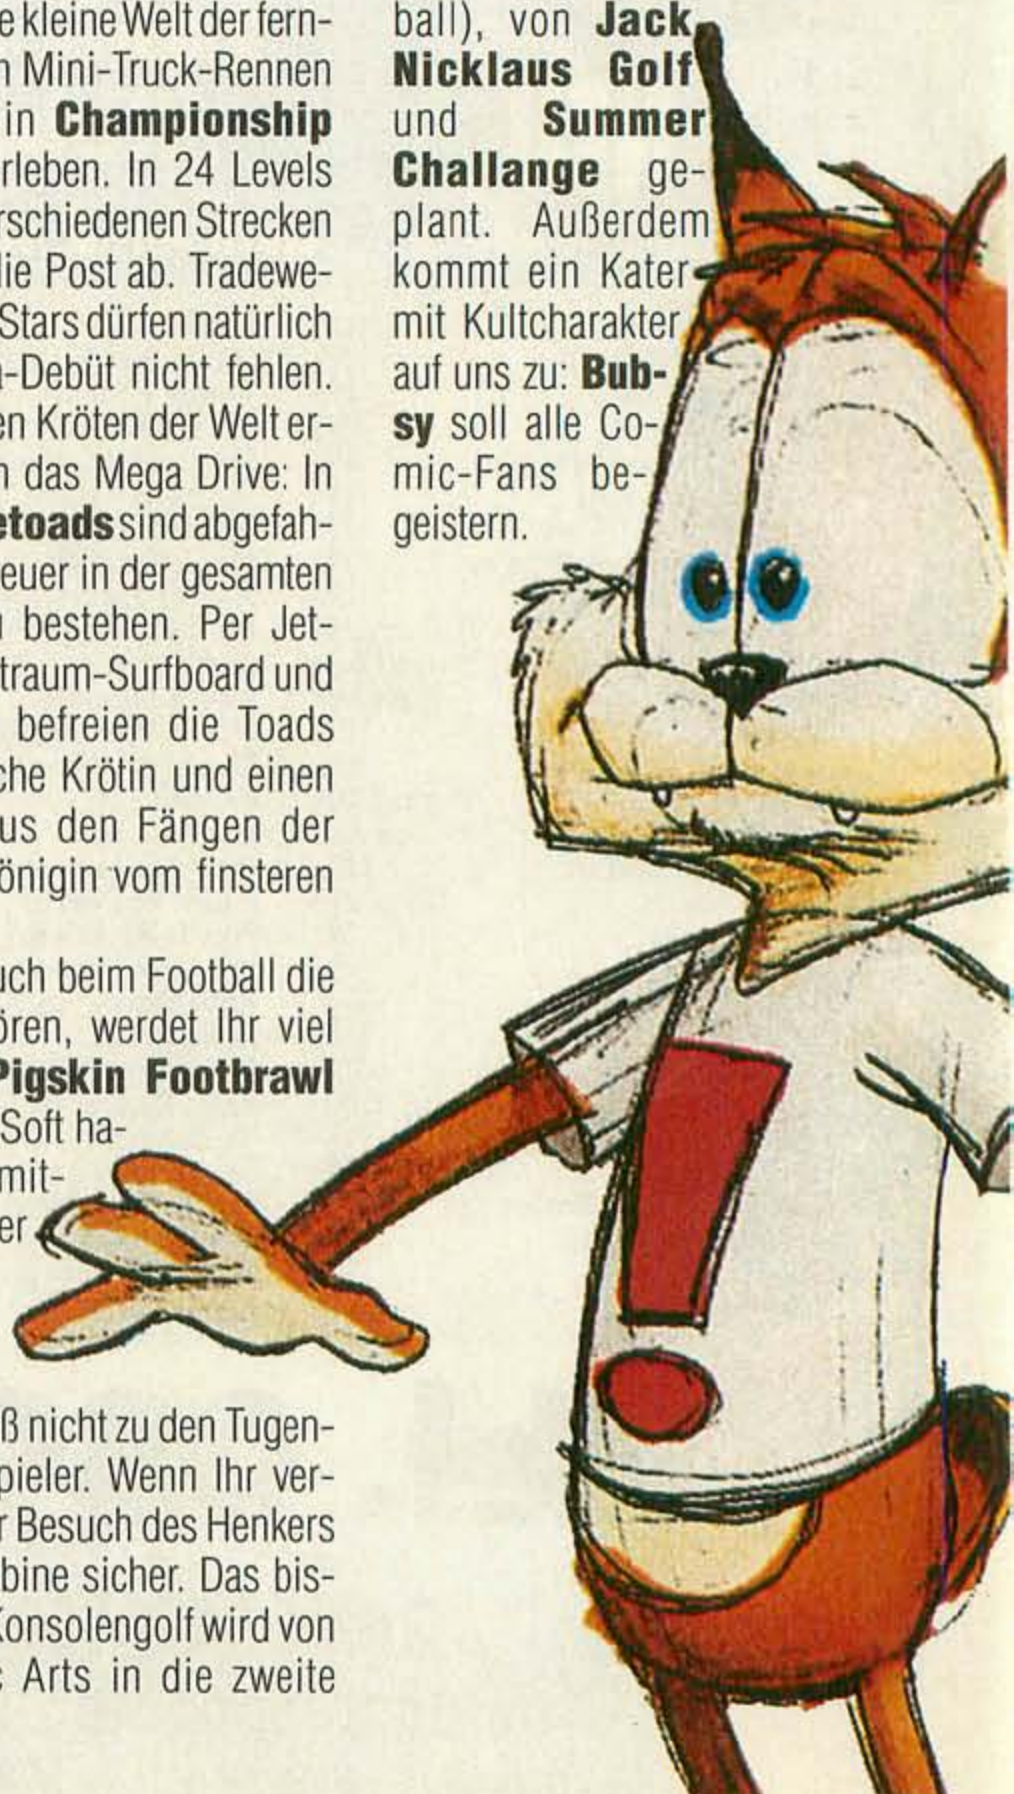 e kleine Welt der fern-
n Mini-Truck-Rennen
in Championship
rleben. In 24 Levels
rschiedenen Strecken
die Post ab. Tradewe-
Stars dürfen natürlich
-Debüt nicht fehlen.
en Kröten der Welt er-
n das Mega Drive: In
etoads sind abgefah-
euer in der gesamten
bestehen. Per Jet-
traum-Surfboard und
befreien die Toads
che Krötin und einen
us den Fängen der
önigin vom finsteren
uch beim Football die
ören, werdet Ihr viel
Pigskin Footbrawl
Soft ha-
mit-
er
ß nicht zu den Tugen-
pieler. Wenn Ihr ver-
r Besuch des Henkers
bine sicher. Das bis-
Konsolengolf wird von
c Arts in die zweite
ball), von Jack
Nicklaus Golf
und Summer
Challange ge-
plant. Außerdem
kommt ein Kater
mit Kultcharakter
auf uns zu: Bub-
sy soll alle Co-
mic-Fans be-
geistern.